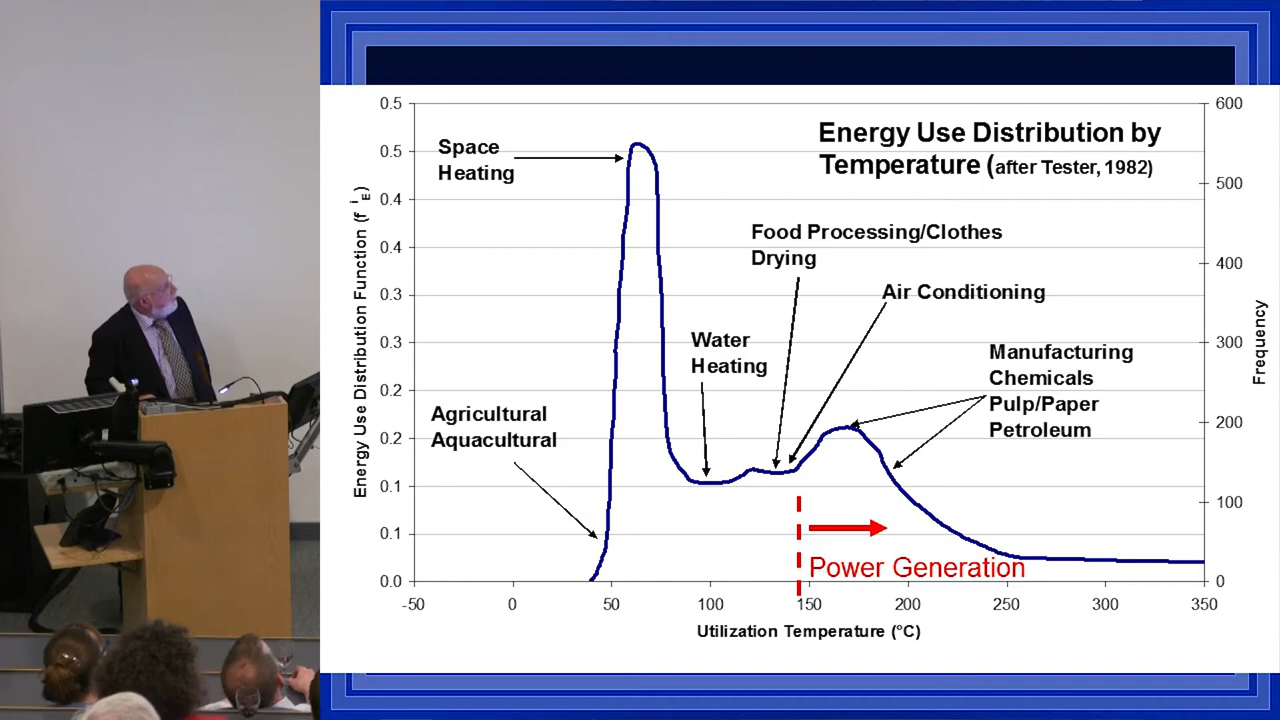 Energy Use Distribution by
Temperature (after Tester, 1982)
Space
Heating
Food Processing/Clothes
Drying
Air Conditioning
Water
Heating
Manufacturing
Chemicals
Pulp/Paper
Petroleum
Agricultural
Aquacultural
Power Generation
Energy Use Distribution Function (f i E)
0.5
0.5
0.4
0.4
0.3
0.3
0.2
0.2
0.1
0.1
0.0
600
500
400
300
200
100
0
Frequency
-50 0 50 100 150 200 250 300 350
Utilization Temperature (°C)